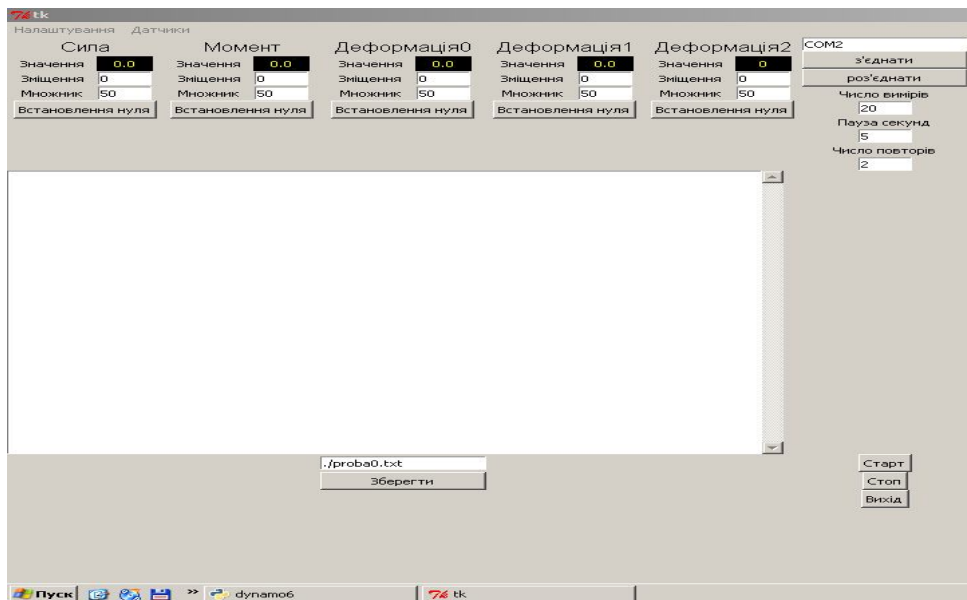 tk
Налаштування Датчики
Сила Момент Деформація0 Деформація1 Деформація2 COM2
Значення 0.0 Значення 0.0 Значення 0.0 Значення 0.0 Значення 0 з'єднати
Зміщення 0 Зміщення 0 Зміщення 0 Зміщення 0 Зміщення 0 роз'єднати
Множник 50 Множник 50 Множник 50 Множник 50 Множник 50 Число вимірів
Встановлення нуля Встановлення нуля Встановлення нуля Встановлення нуля Встановлення нуля 20
Пауза секунд
5
Число повторів
2
./proba0.txt Старт
Зберегти Стоп
Вихід
Пуск » dynamo6 tk